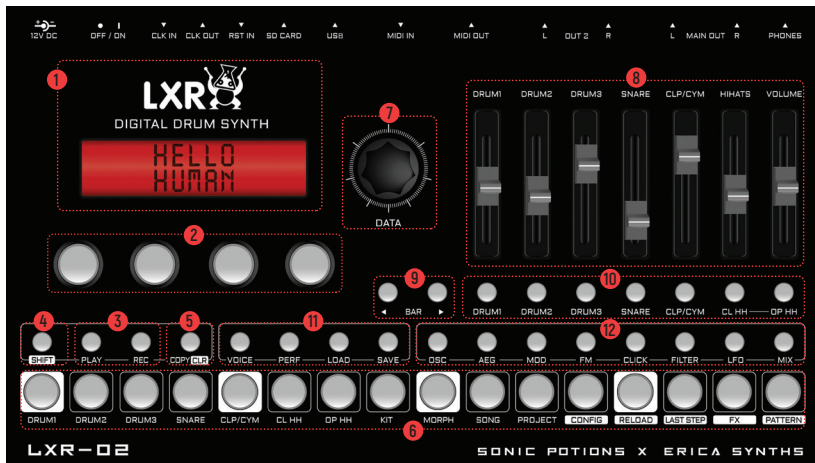 12V DC OFF / ON CLK IN CLK OUT RST IN SD CARD USB MIDI IN MIDI OUT L OUT 2 R L MAIN OUT R PHONES
1
LXR
DIGITAL DRUM SYNTH
HELLO
HUMAN
7
DATA
8
DRUM1 DRUM2 DRUM3 SNARE CLP/CYM HIHATS VOLUME
2
9
BAR
10
DRUM1 DRUM2 DRUM3 SNARE CLP/CYM CL HH OP HH
4 3 5 11 12
SHIFT PLAY REC COPY CLR VOICE PERF LOAD SAVE OSC AEG MOD FM CLICK FILTER LFO MIX
DRUM1 DRUM2 DRUM3 SNARE CLP/CYM CL HH OP HH KIT MORPH SONG PROJECT CONFIG RELOAD LAST STEP FX PATTERN
6
LXR-02 SONIC POTIONS X ERICA SYNTHS